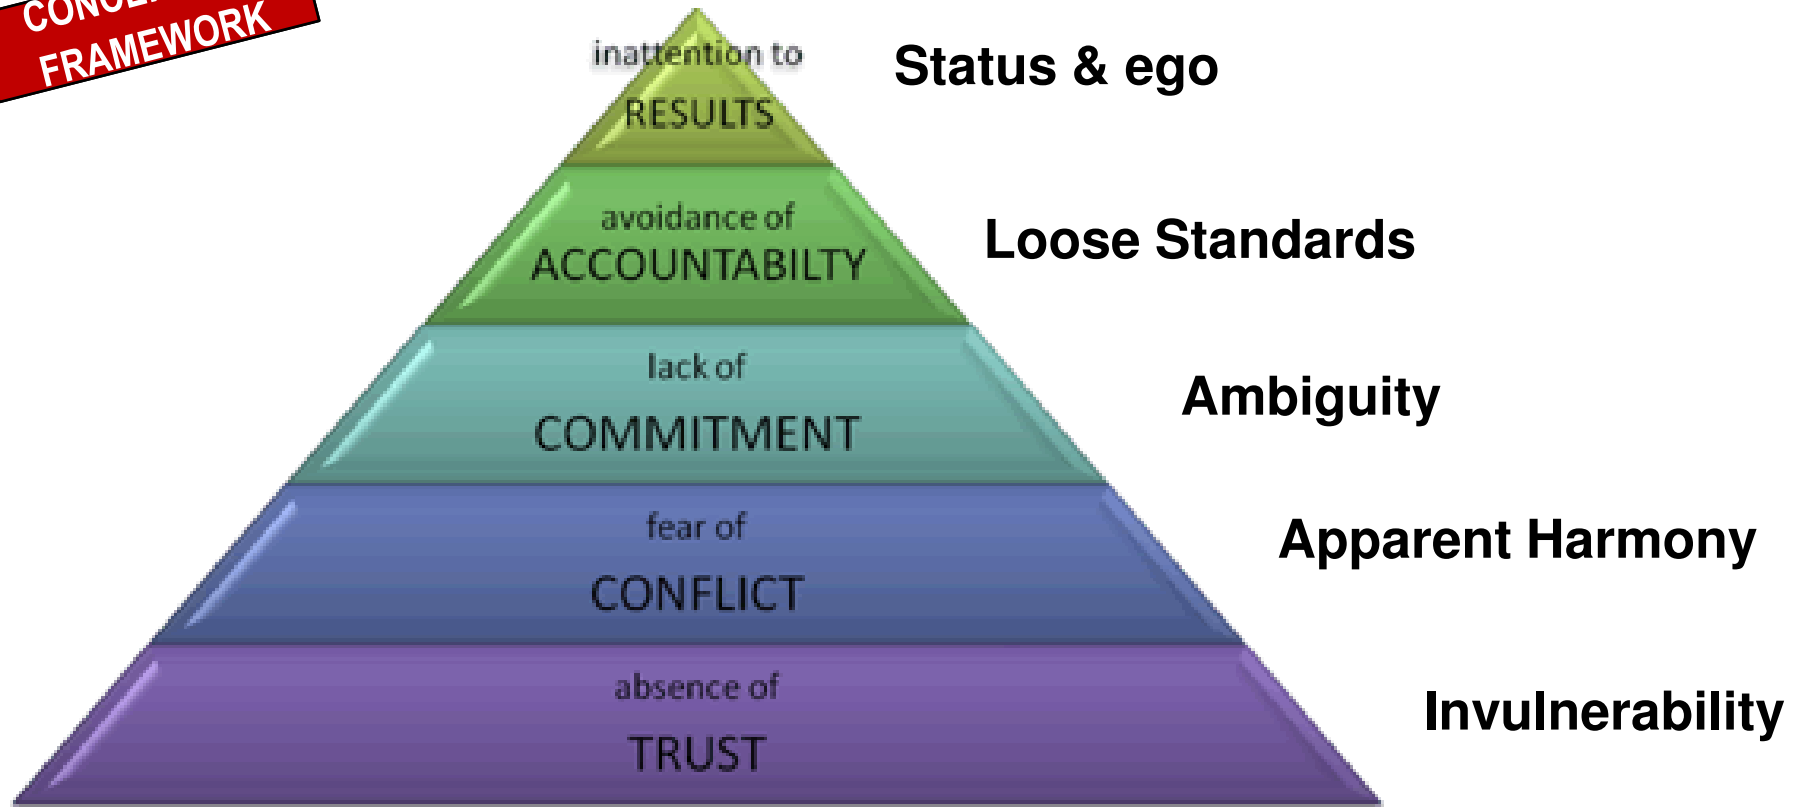 FRAMEWORK
inattention to
RESULTS
Status & ego
avoidance of
ACCOUNTABILTY
Loose Standards
lack of
COMMITMENT
Ambiguity
fear of
CONFLICT
Apparent Harmony
absence of
TRUST
Invulnerability